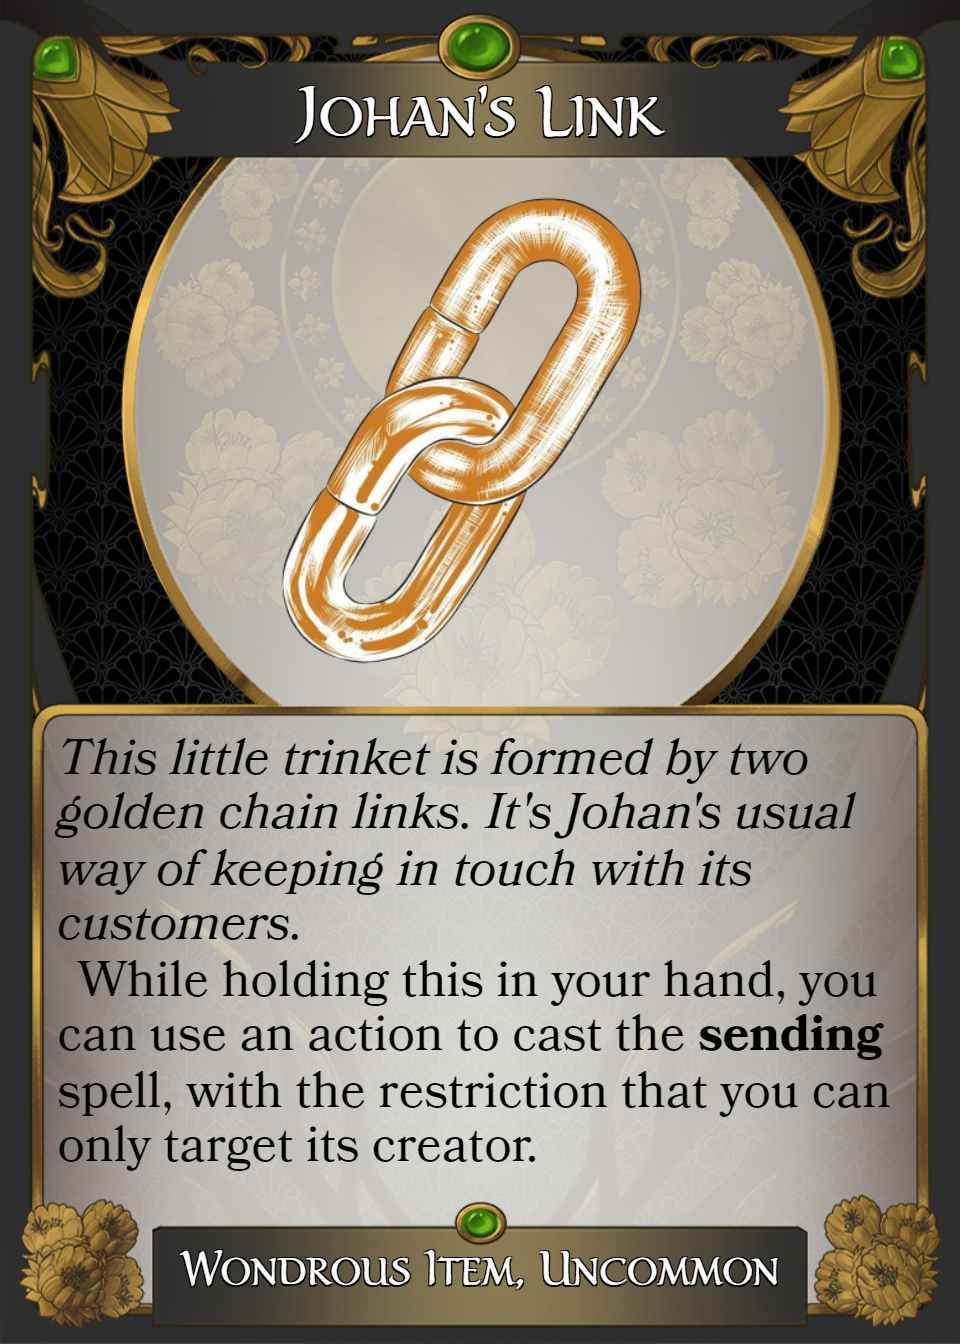 Johan's Link
This little trinket is formed by two
golden chain links. It's Johan's usual
way of keeping in touch with its
customers.
While holding this in your hand, you
can use an action to cast the sending
spell, with the restriction that you can
only target its creator.
Wondrous Item, Uncommon